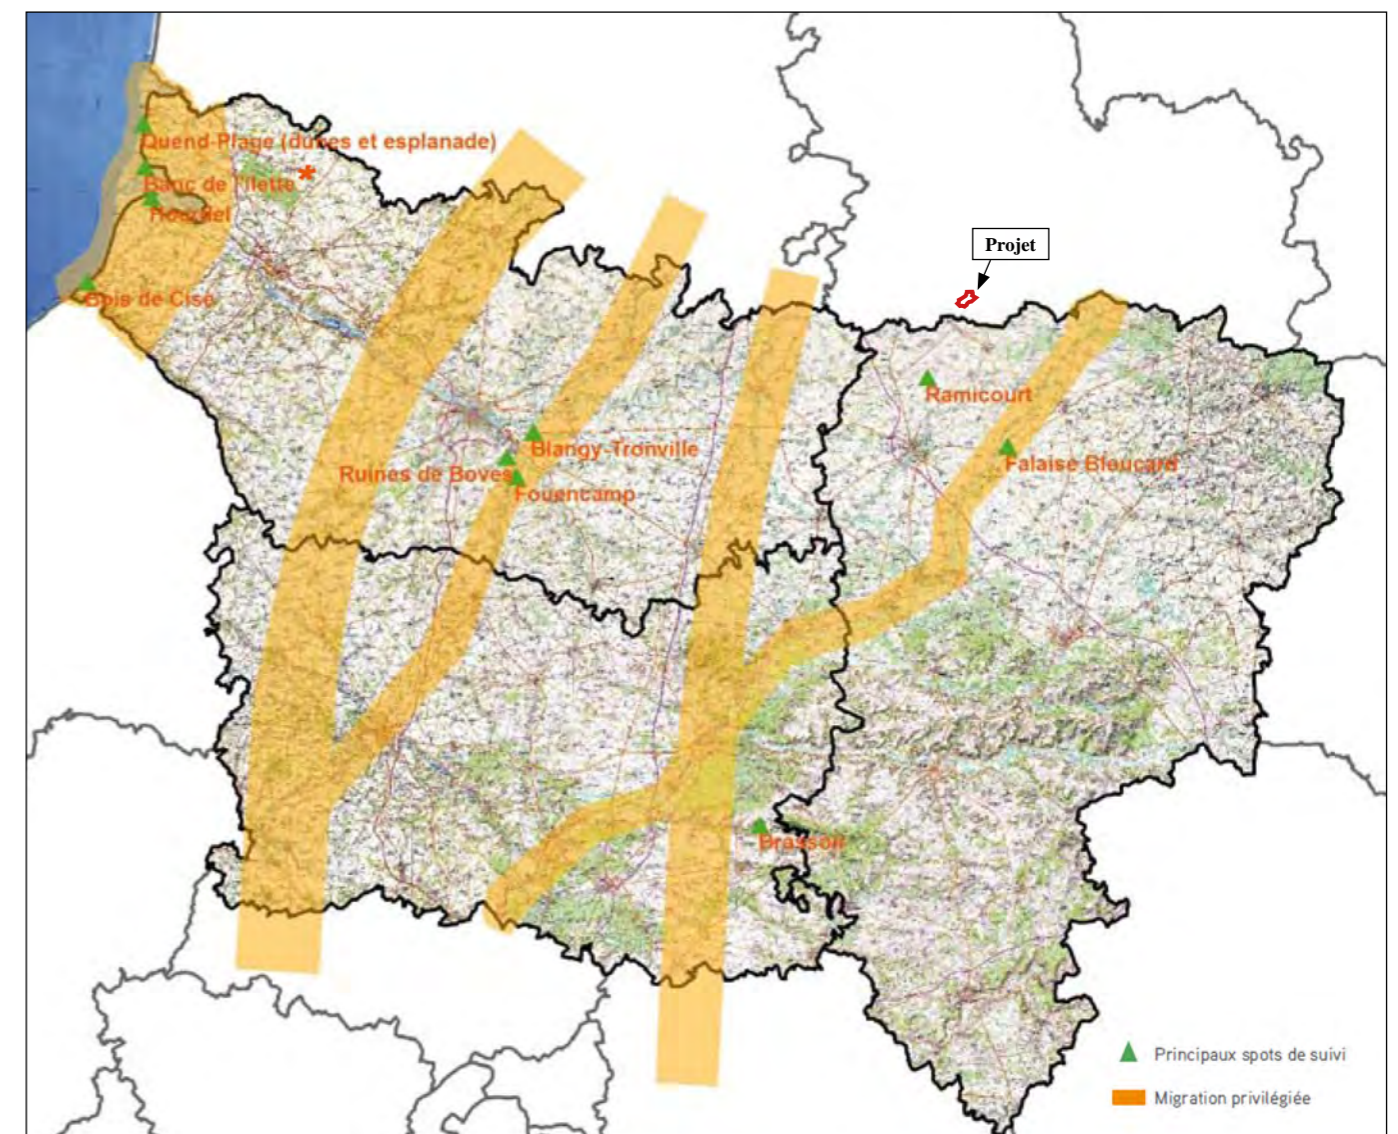 Quend-Plage (dunes et esplanade)
*
Banc de l'ilette
Hourdel
Projet
Bois de Cise
Ramicourt
Blangy-Tronville
Falaise Bloucard
Ruines de Boves
Fouencamp
Brassoir
Principaux spots de suivi
Migration privilégiée